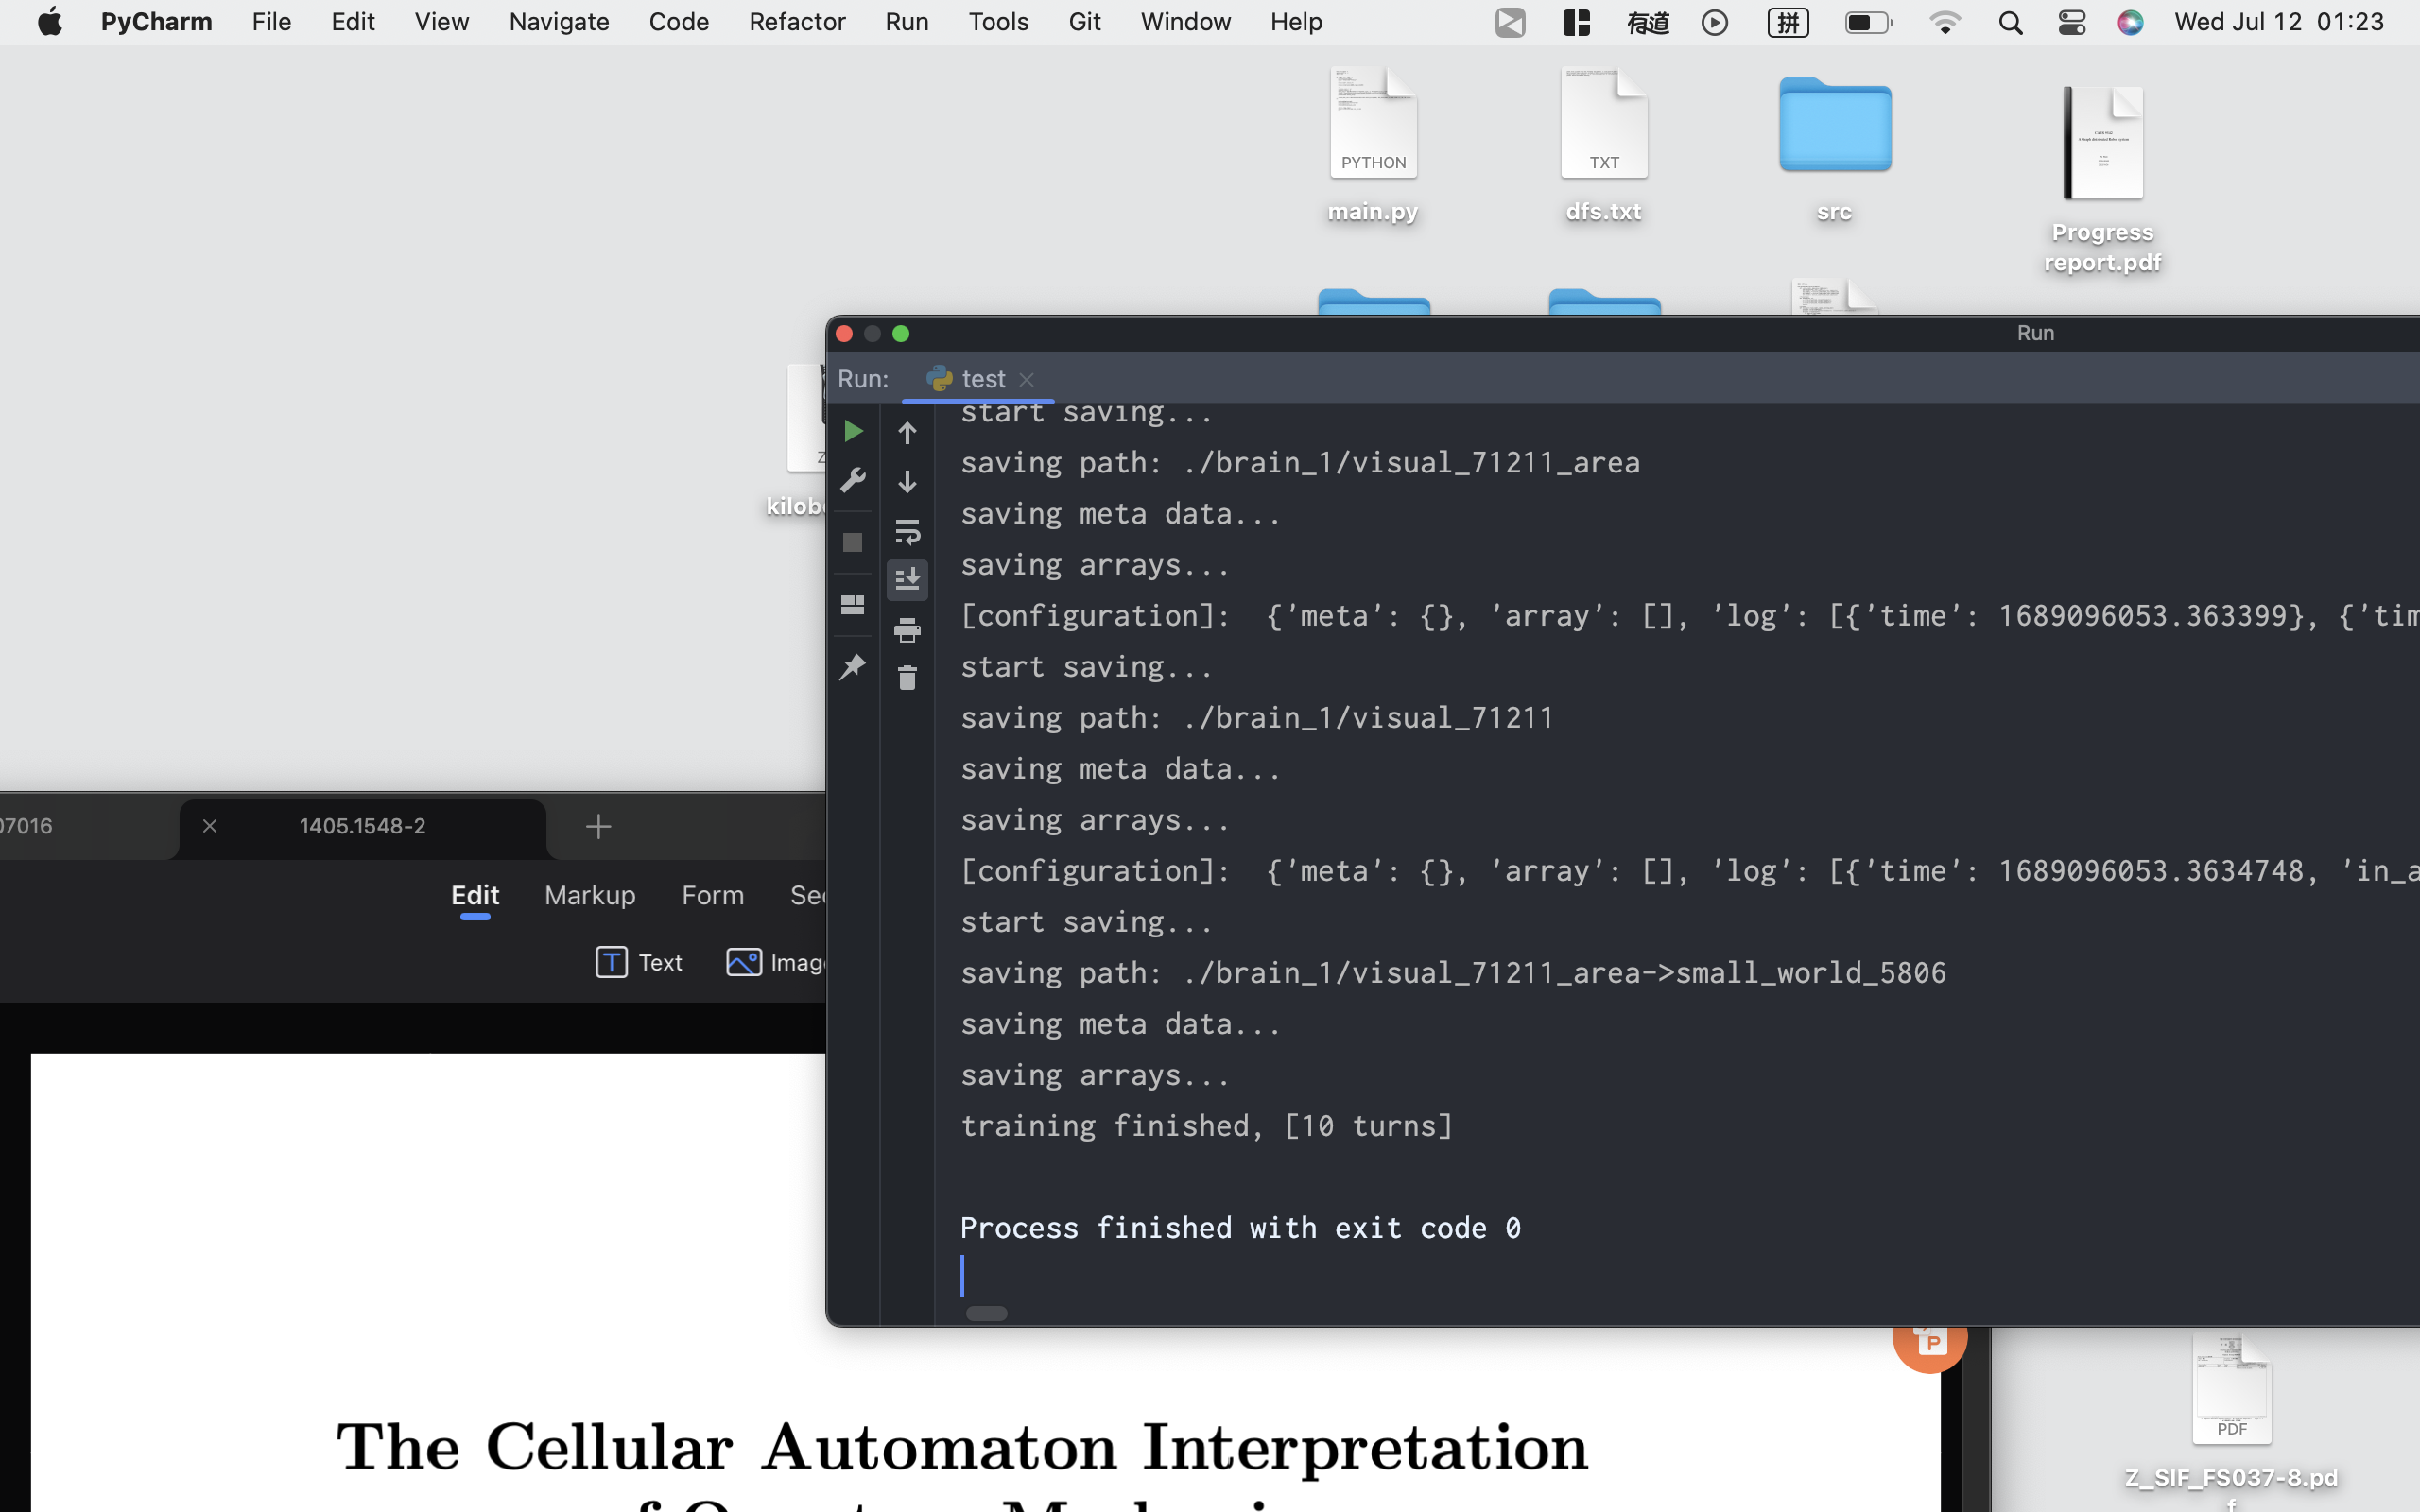 PyCharm File Edit View Navigate Code Refactor Run Tools Git Window Help 有道 拼 Wed Jul 12 01:23
PYTHON
main.py
TXT
dfs.txt
src
Progress
report.pdf
Run
Run: test
start saving...
saving path: ./brain_1/visual_71211_area
saving meta data...
saving arrays...
[configuration]:  {'meta': {}, 'array': [], 'log': [{'time': 1689096053.363399}, {'tim
start saving...
saving path: ./brain_1/visual_71211
saving meta data...
saving arrays...
[configuration]:  {'meta': {}, 'array': [], 'log': [{'time': 1689096053.3634748, 'in_a
start saving...
saving path: ./brain_1/visual_71211_area->small_world_5806
saving meta data...
saving arrays...
training finished, [10 turns]
Process finished with exit code 0
Z
kilob
07016
1405.1548-2
Edit Markup Form Sec
Text Image
The Cellular Automaton Interpretation
P
PDF
Z_SIF_FS037-8.pd
f